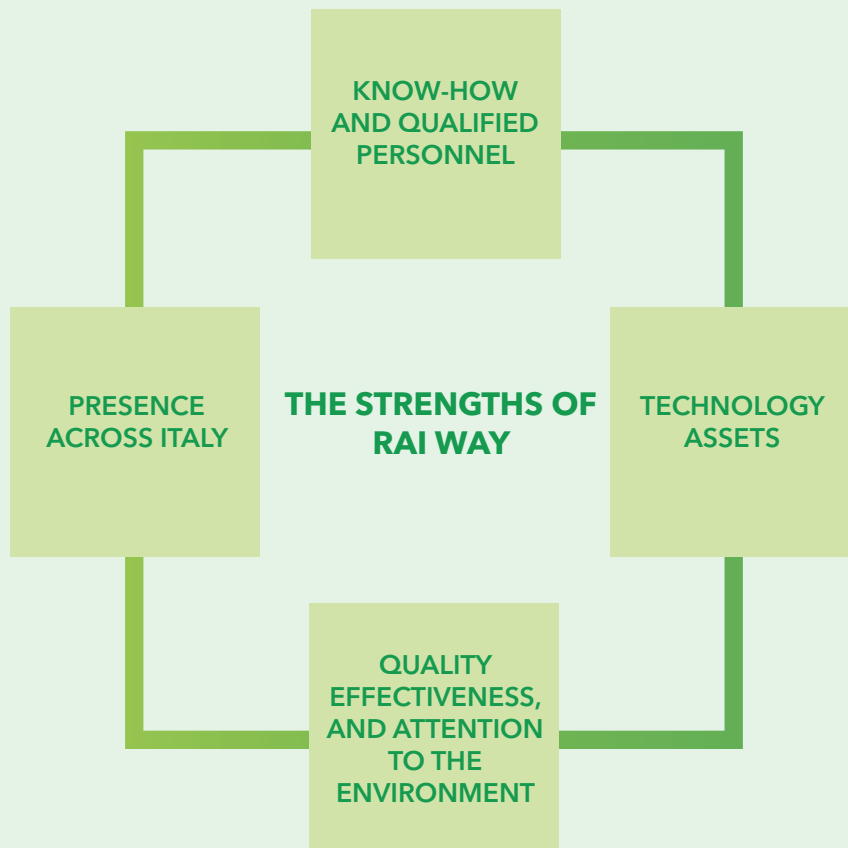 KNOW-HOW
AND QUALIFIED
PERSONNEL
PRESENCE
ACROSS ITALY
THE STRENGTHS OF
RAI WAY
TECHNOLOGY
ASSETS
QUALITY
EFFECTIVENESS,
AND ATTENTION
TO THE
ENVIRONMENT